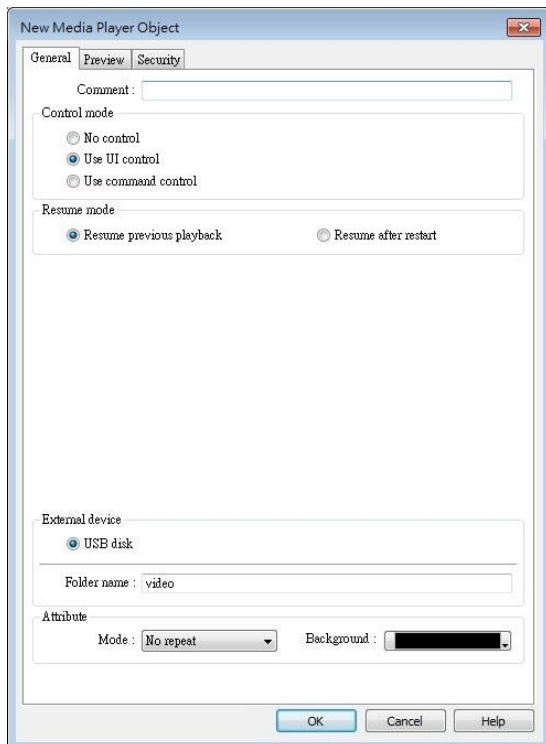 New Media Player Object
General Preview Security
Comment :
Control mode
No control
Use UI control
Use command control
Resume mode
Resume previous playback Resume after restart
External device
USB disk
Folder name : video
Attribute
Mode : No repeat Background :
OK Cancel Help